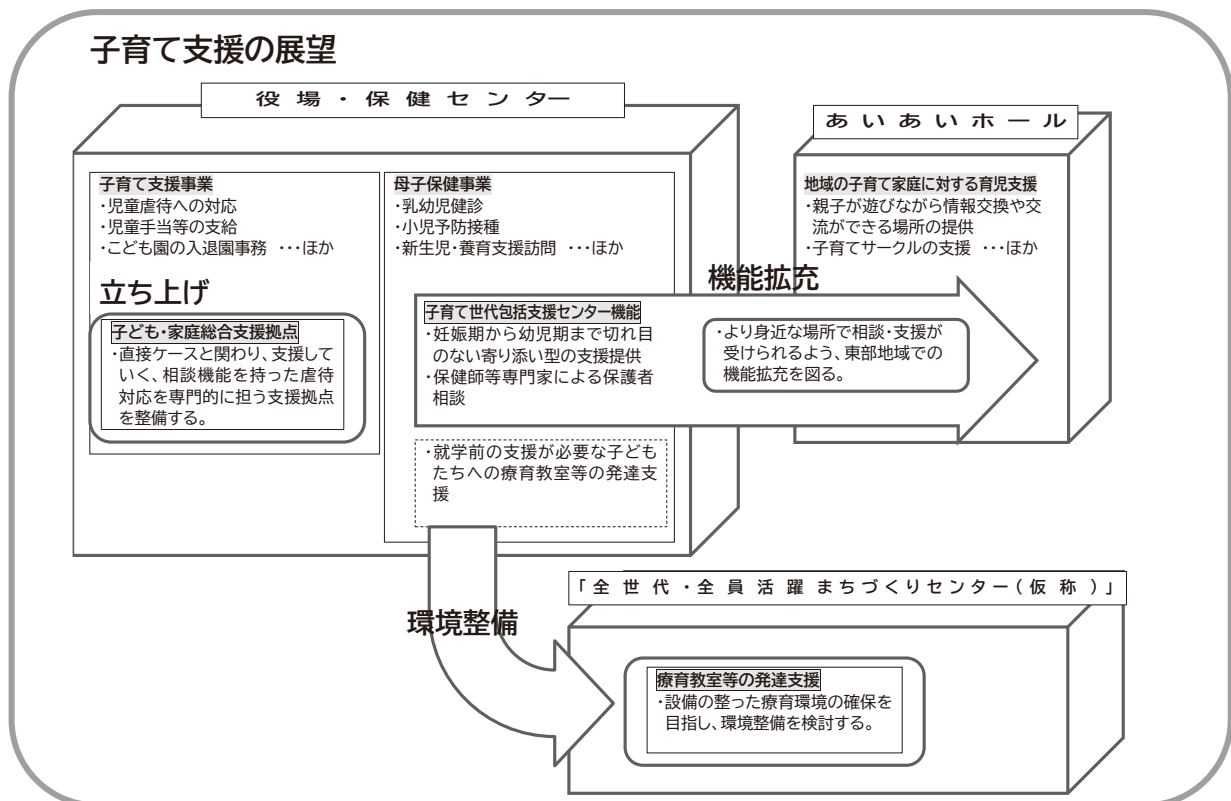 子育て支援の展望
役場・保健センター
子育て支援事業
・児童虐待への対応
・児童手当等の支給
・こども園の入退園事務 …ほか
立ち上げ
子ども・家庭総合支援拠点
・直接ケースと関わり、支援して
いく、相談機能を持った虐待
対応を専門的に担う支援拠点
を整備する。
母子保健事業
・乳幼児健診
・小児予防接種
・新生児・養育支援訪問 …ほか
子育て世代包括支援センター機能
・妊娠期から幼児期まで切れ目
のない寄り添い型の支援提供
・保健師等専門家による保護者
相談
・就学前の支援が必要な子ども
たちへの療育教室等の発達支
援
あいあいホール
地域の子育て家庭に対する育児支援
・親子が遊びながら情報交換や交
流ができる場所の提供
・子育てサークルの支援 …ほか
機能拡充
・より身近な場所で相談・支援が
受けられるよう、東部地域での
機能拡充を図る。
環境整備
「全世代・全員活躍まちづくりセンター(仮称)」
療育教室等の発達支援
・設備の整った療育環境の確保を
目指し、環境整備を検討する。